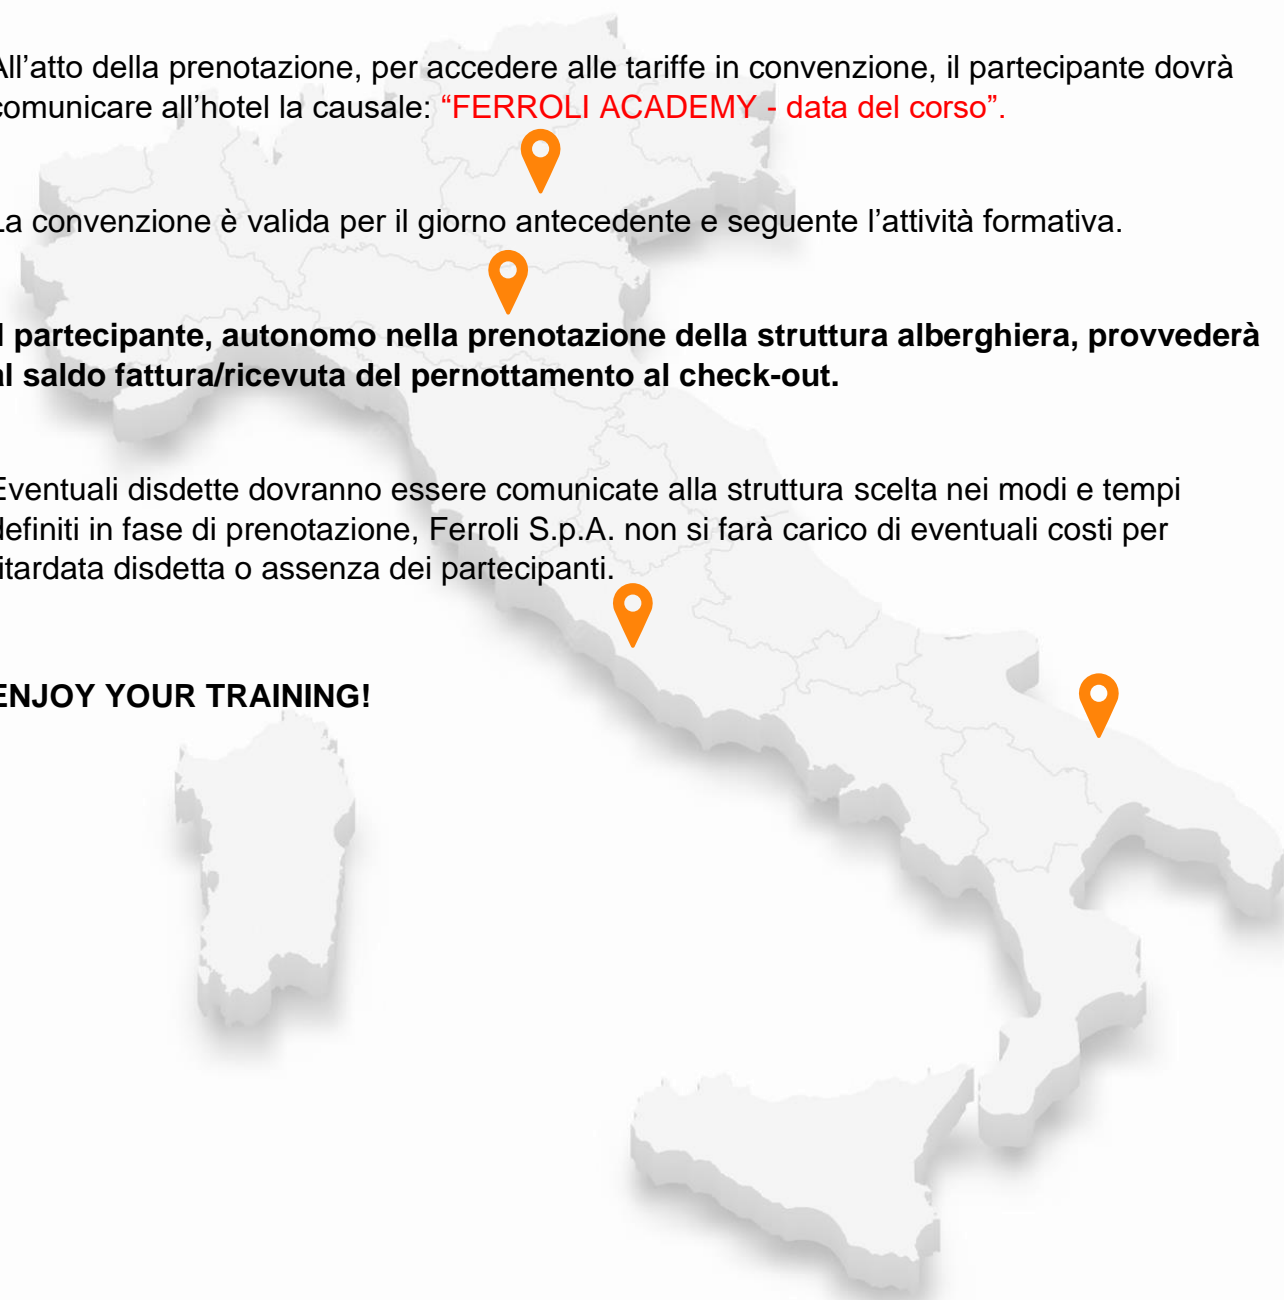 All’atto della prenotazione, per accedere alle tariffe in convenzione, il partecipante dovrà
comunicare all’hotel la causale: “FERROLI ACADEMY - data del corso”.
La convenzione è valida per il giorno antecedente e seguente l’attività formativa.
Il partecipante, autonomo nella prenotazione della struttura alberghiera, provvederà
al saldo fattura/ricevuta del pernottamento al check-out.
Eventuali disdette dovranno essere comunicate alla struttura scelta nei modi e tempi
definiti in fase di prenotazione, Ferroli S.p.A. non si farà carico di eventuali costi per
ritardata disdetta o assenza dei partecipanti.
ENJOY YOUR TRAINING!